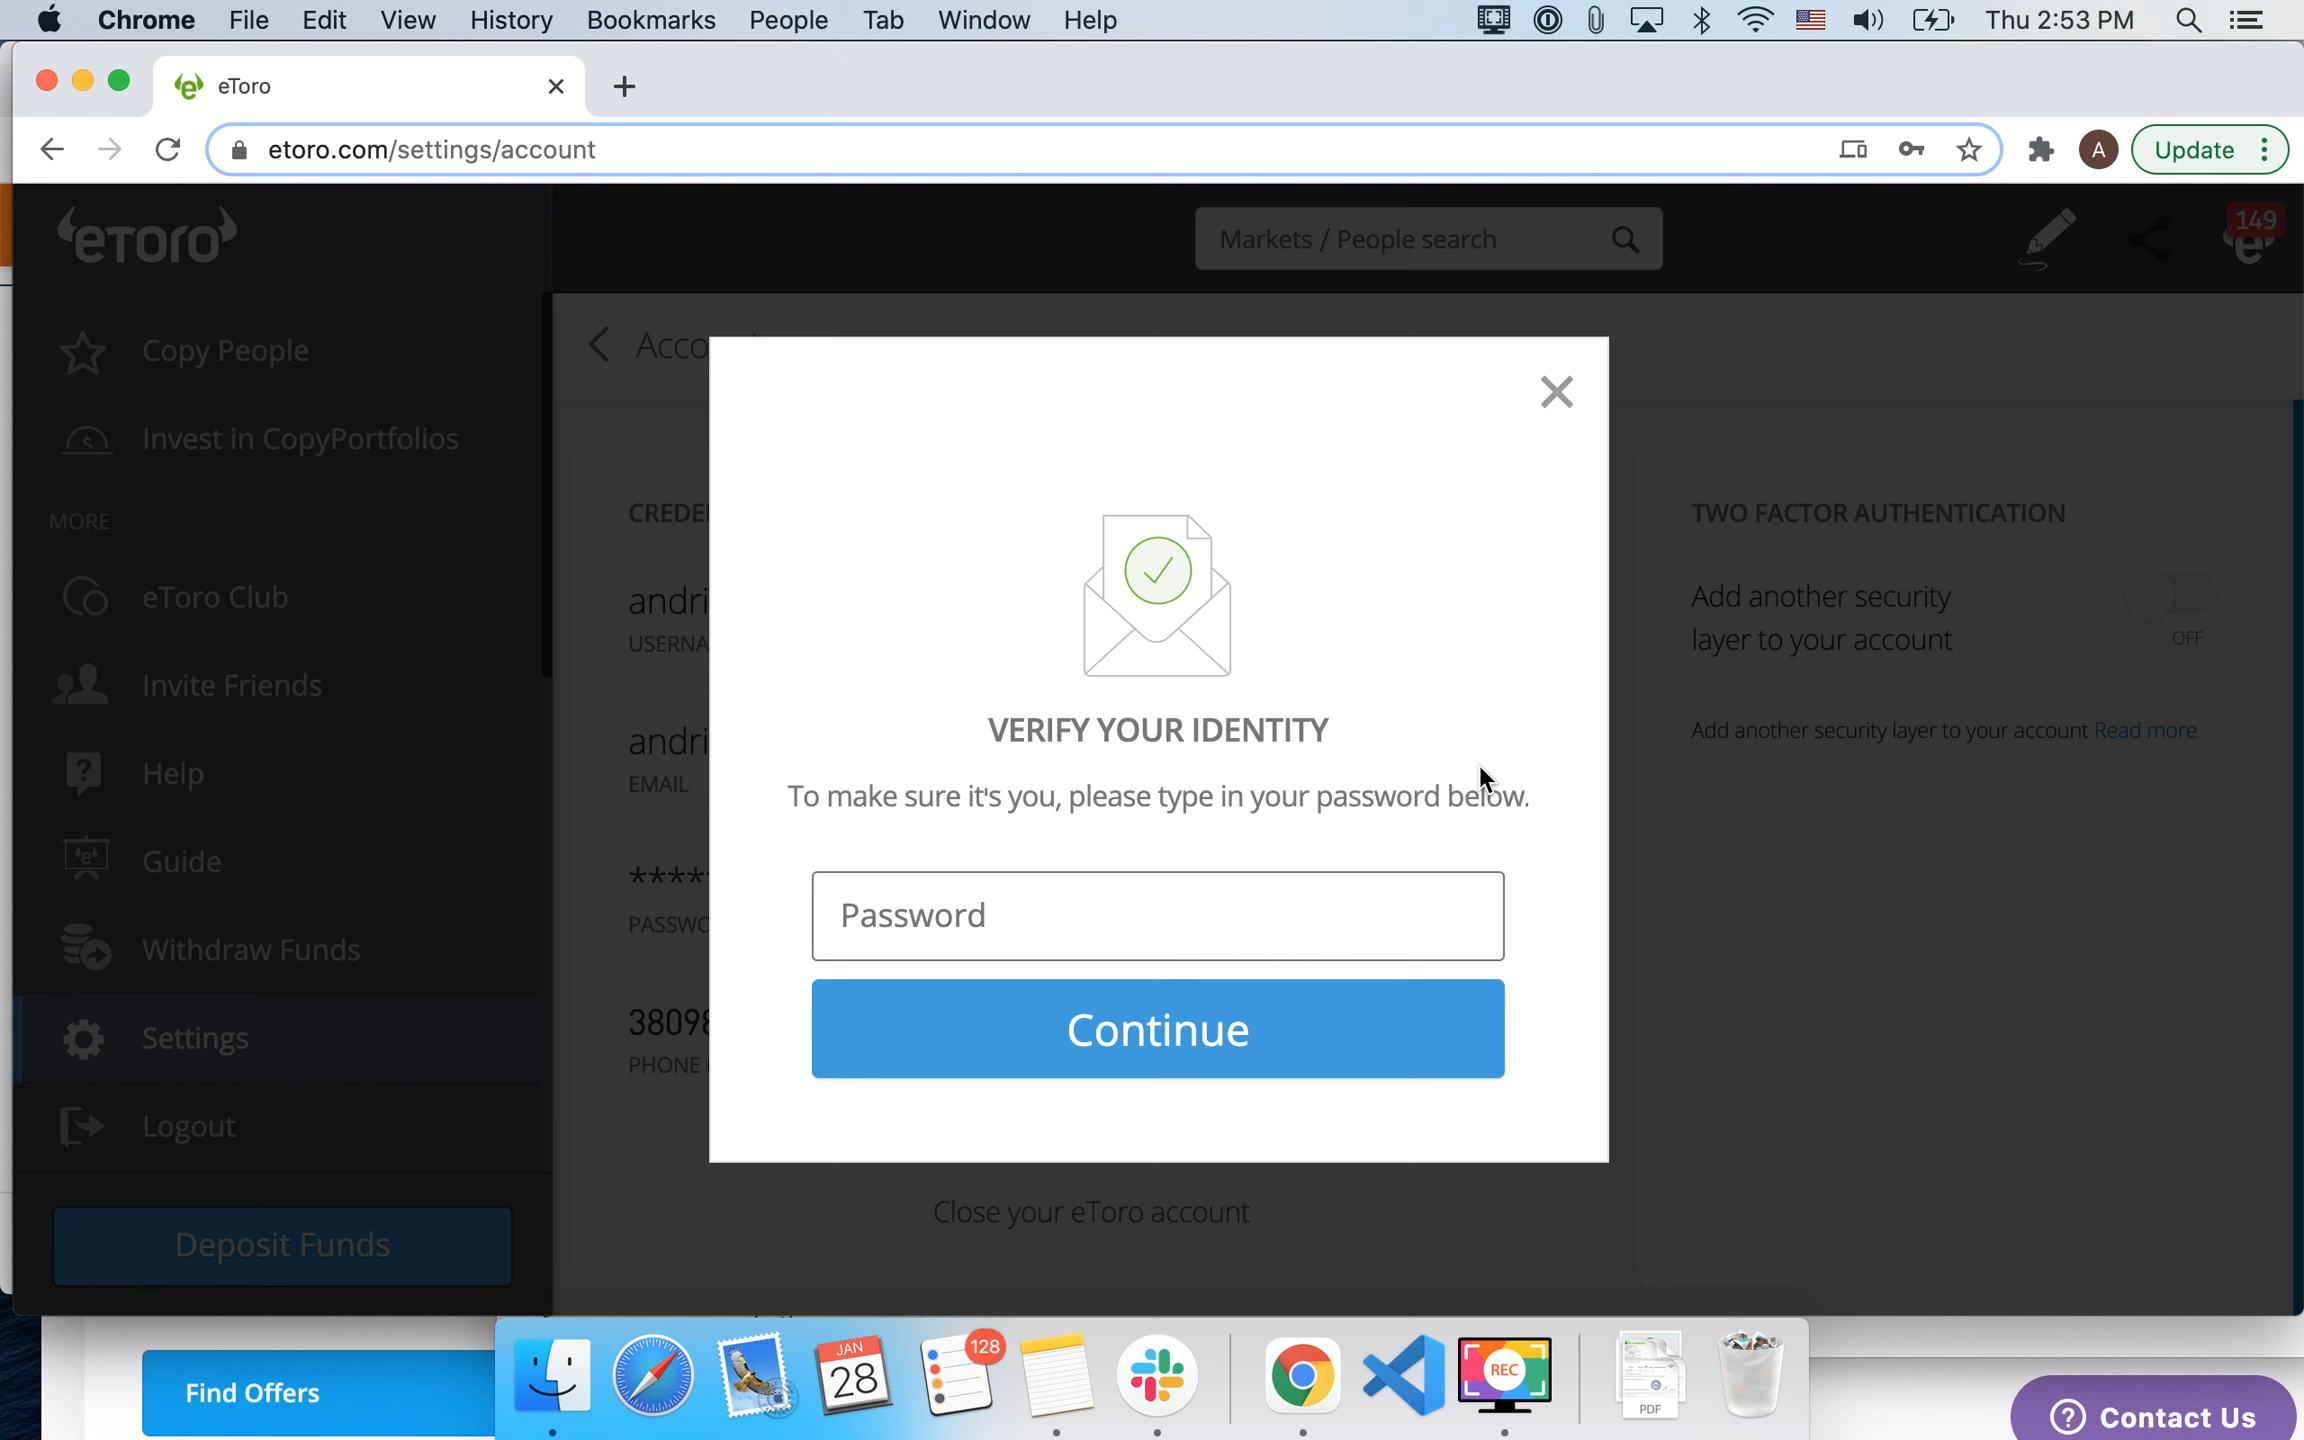 Chrome File Edit View History Bookmarks People Tab Window Help Thu 2:53 PM
eToro
etoro.com/settings/account A Update
eToro Markets / People search 149
Copy People
Invest in CopyPortfolios
MORE
eToro Club
Invite Friends
Help
Guide
Withdraw Funds
Settings
Logout
Deposit Funds
Acco
CREDE
andri
USERNA
andri
EMAIL
*****
PASSWO
38098
PHONE
VERIFY YOUR IDENTITY
To make sure it's you, please type in your password below.
Password
Continue
Close your eToro account
TWO FACTOR AUTHENTICATION
Add another security
layer to your account
OFF
Add another security layer to your account Read more
Find Offers
JAN
28
128
REC
PDF
Contact Us